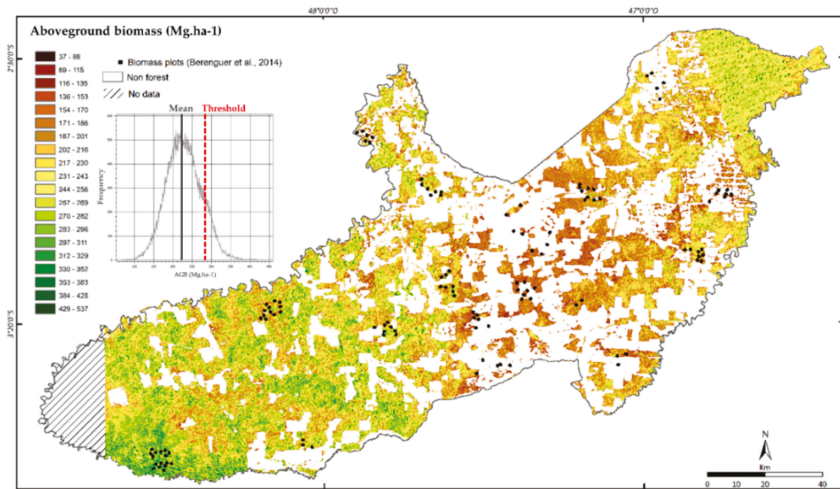 Aboveground biomass (Mg.ha-1)
48°0'0"O
47°0'0"O
2°30'0"S
3°20'0"S
37 - 88
89 - 115
116 - 135
136 - 153
154 - 170
171 - 186
187 - 201
202 - 216
217 - 230
231 - 243
244 - 256
257 - 269
270 - 282
283 - 296
297 - 311
312 - 329
330 - 352
353 - 383
384 - 428
429 - 537
Biomass plots (Berenguer et al., 2014)
Non forest
No data
Mean
Threshold
Frequency
AGB (Mg.ha-1)
N
Km
0 10 20 40